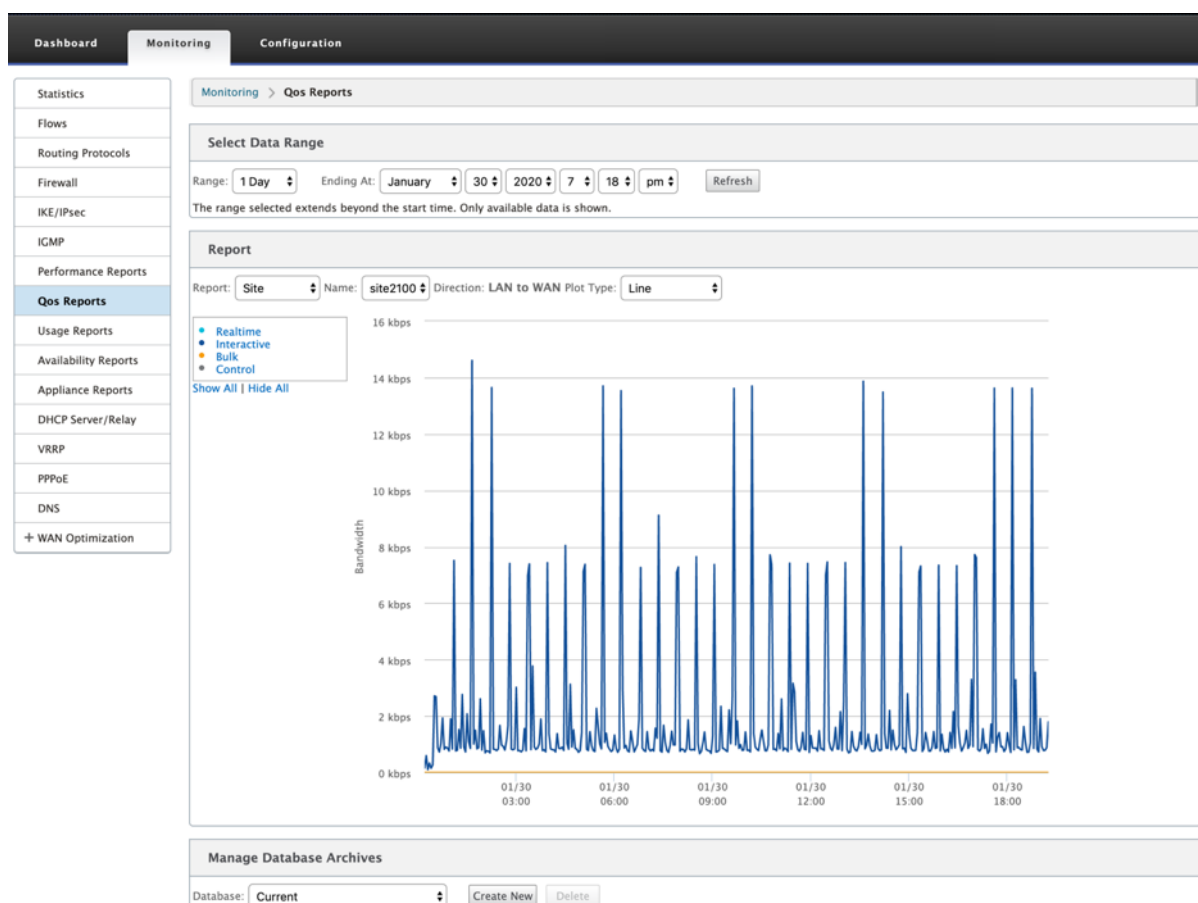 Dashboard Monitoring Configuration
Statistics
Flows
Routing Protocols
Firewall
IKE/IPsec
IGMP
Performance Reports
Qos Reports
Usage Reports
Availability Reports
Appliance Reports
DHCP Server/Relay
VRRP
PPPoE
DNS
+ WAN Optimization
Monitoring > Qos Reports
Select Data Range
Range: 1 Day Ending At: January 30 2020 7 18 pm Refresh
The range selected extends beyond the start time. Only available data is shown.
Report
Report: Site Name: site2100 Direction: LAN to WAN Plot Type: Line
Realtime
Interactive
Bulk
Control
Show All | Hide All
Bandwidth
16 kbps
14 kbps
12 kbps
10 kbps
8 kbps
6 kbps
4 kbps
2 kbps
0 kbps
01/30 01/30 01/30 01/30 01/30 01/30
03:00 06:00 09:00 12:00 15:00 18:00
Manage Database Archives
Database: Current Create New Delete